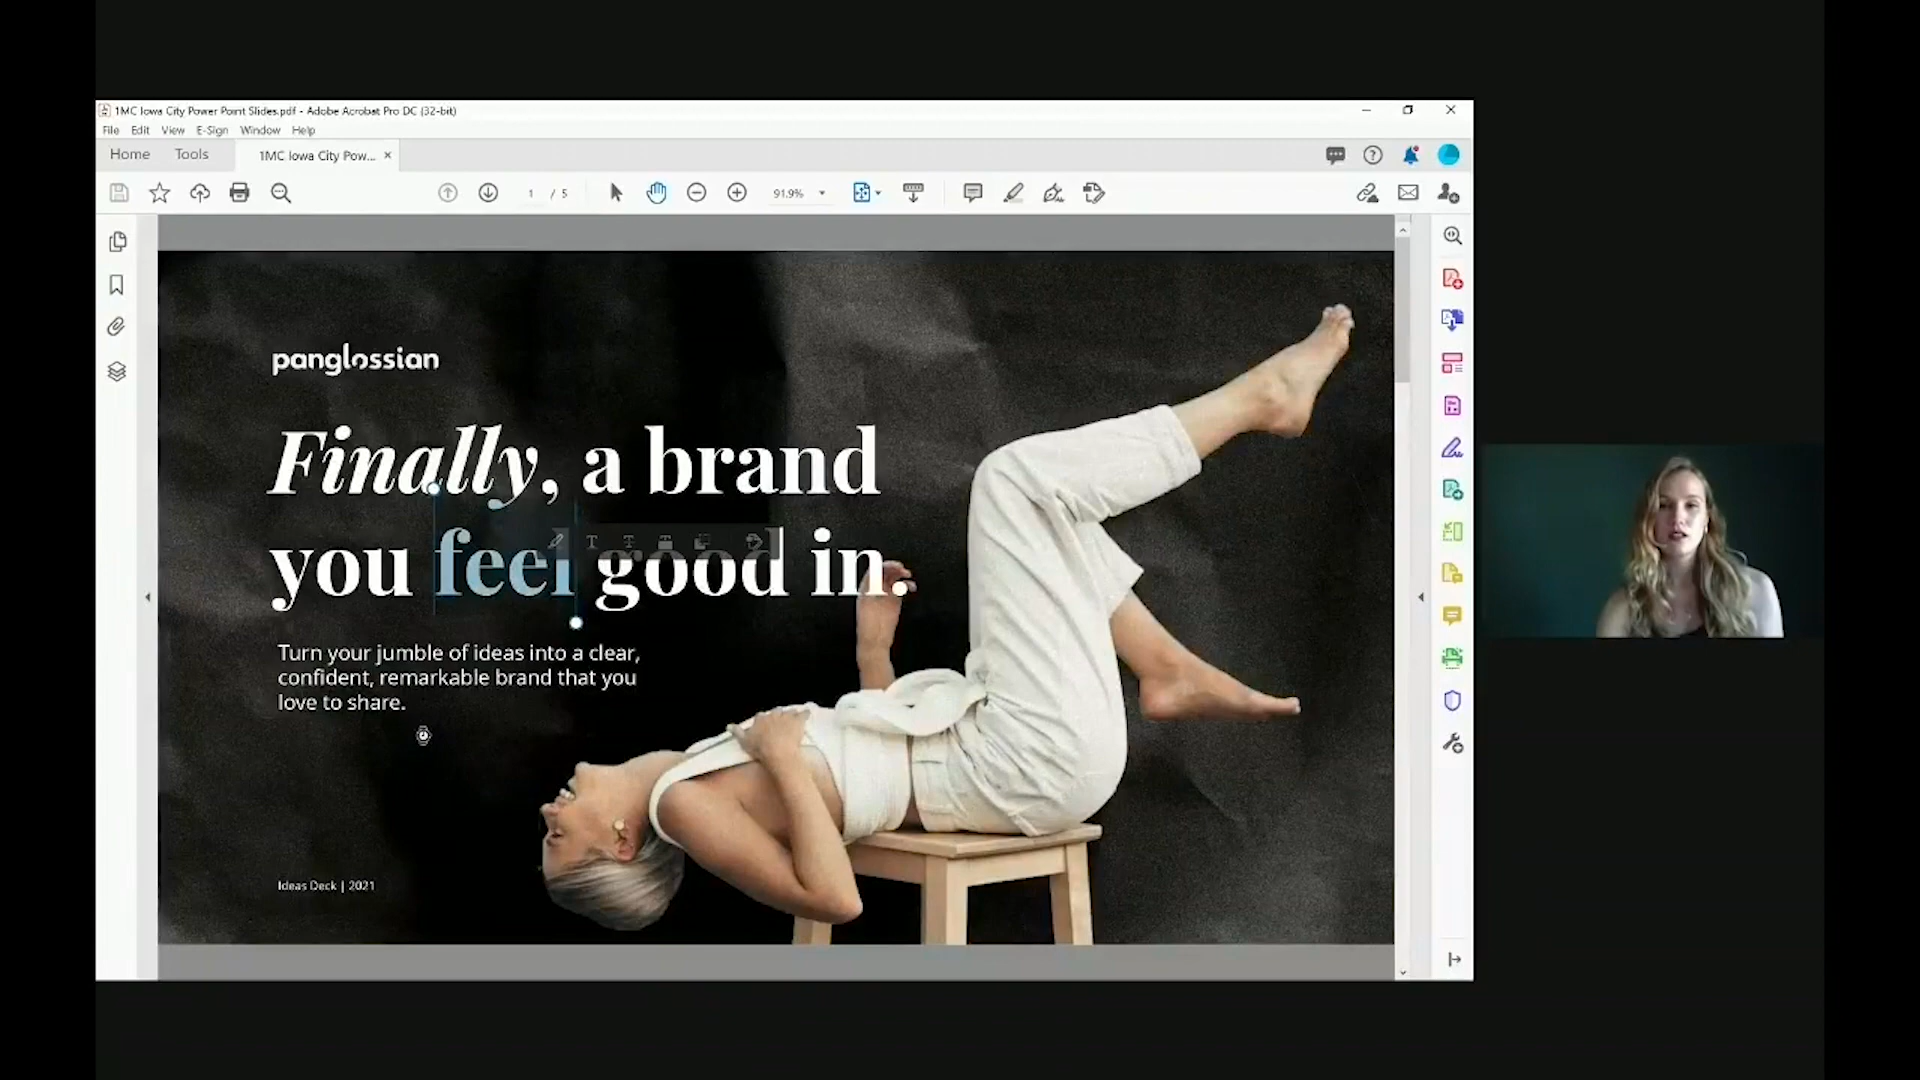 1MC Iowa City Power Point Slides.pdf - Adobe Acrobat Pro DC (32-bit)
File Edit View E-Sign Window Help
Home Tools 1MC Iowa City Pow...
1 / 5 91.9%
panglossian
Finally, a brand
you feel good in.
Turn your jumble of ideas into a clear,
confident, remarkable brand that you
love to share.
Ideas Deck | 2021